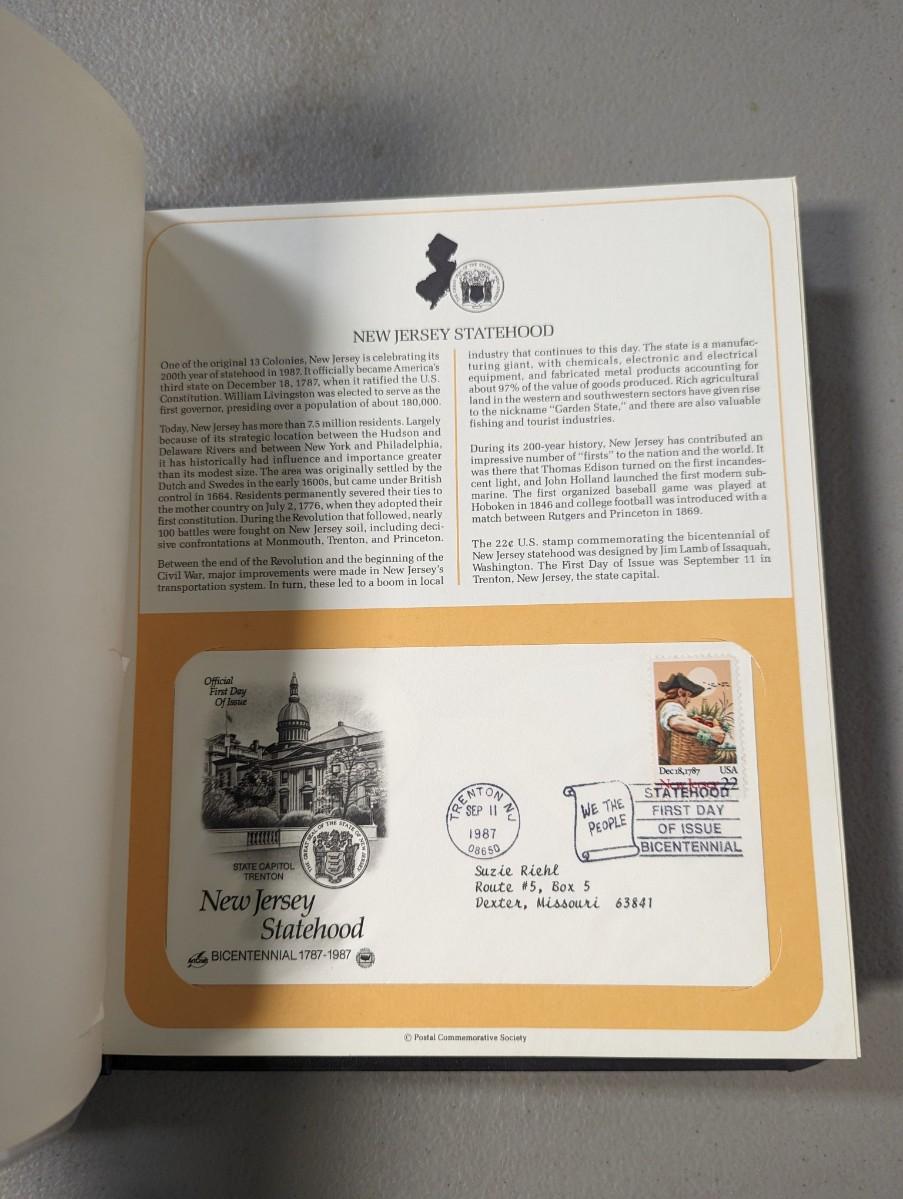 NEW JERSEY STATEHOOD
One of the original 13 Colonies, New Jersey is celebrating its
200th year of statehood in 1987. It officially became America's
third state on December 18, 1787, when it ratified the U.S.
Constitution. William Livingston was elected to serve as the
first governor, presiding over a population of about 180,000.
Today, New Jersey has more than 7.5 million residents. Largely
because of its strategic location between the Hudson and
Delaware Rivers and between New York and Philadelphia,
it has historically had influence and importance greater
than its modest size. The area was originally settled by the
Dutch and Swedes in the early 1600s, but came under British
control in 1664. Residents permanently severed their ties to
the mother country on July 2, 1776, when they adopted their
first constitution. During the Revolution that followed, nearly
100 battles were fought on New Jersey soil, including deci-
sive confrontations at Monmouth, Trenton, and Princeton.
Between the end of the Revolution and the beginning of the
Civil War, major improvements were made in New Jersey's
transportation system. In turn, these led to a boom in local
industry that continues to this day. The state is a manufac-
turing giant, with chemicals, electronic and electrical
equipment, and fabricated metal products accounting for
about 97% of the value of goods produced. Rich agricultural
land in the western and southwestern sectors have given rise
to the nickname "Garden State," and there are also valuable
fishing and tourist industries.
During its 200-year history, New Jersey has contributed an
impressive number of "firsts" to the nation and the world. It
was there that Thomas Edison turned on the first incandes-
cent light, and John Holland launched the first modern sub-
marine. The first organized baseball game was played at
Hoboken in 1846 and college football was introduced with a
match between Rutgers and Princeton in 1869.
The 22¢ U.S. stamp commemorating the bicentennial of
New Jersey statehood was designed by Jim Lamb of Issaquah,
Washington. The First Day of Issue was September 11 in
Trenton, New Jersey, the state capital.
Official
First Day
Of Issue
THE GREAT SEAL OF THE STATE OF NEW JERSEY
STATE CAPITOL
TRENTON
New Jersey
Statehood
BICENTENNIAL 1787-1987
Dec 18, 1787 USA
New Jersey 22
TRENTON NJ
SEP 11
1987
08650
WE THE
PEOPLE
STATEHOOD
FIRST DAY
OF ISSUE
BICENTENNIAL
Suzie Riehl
Route #5, Box 5
Dexter, Missouri 63841
© Postal Commemorative Society